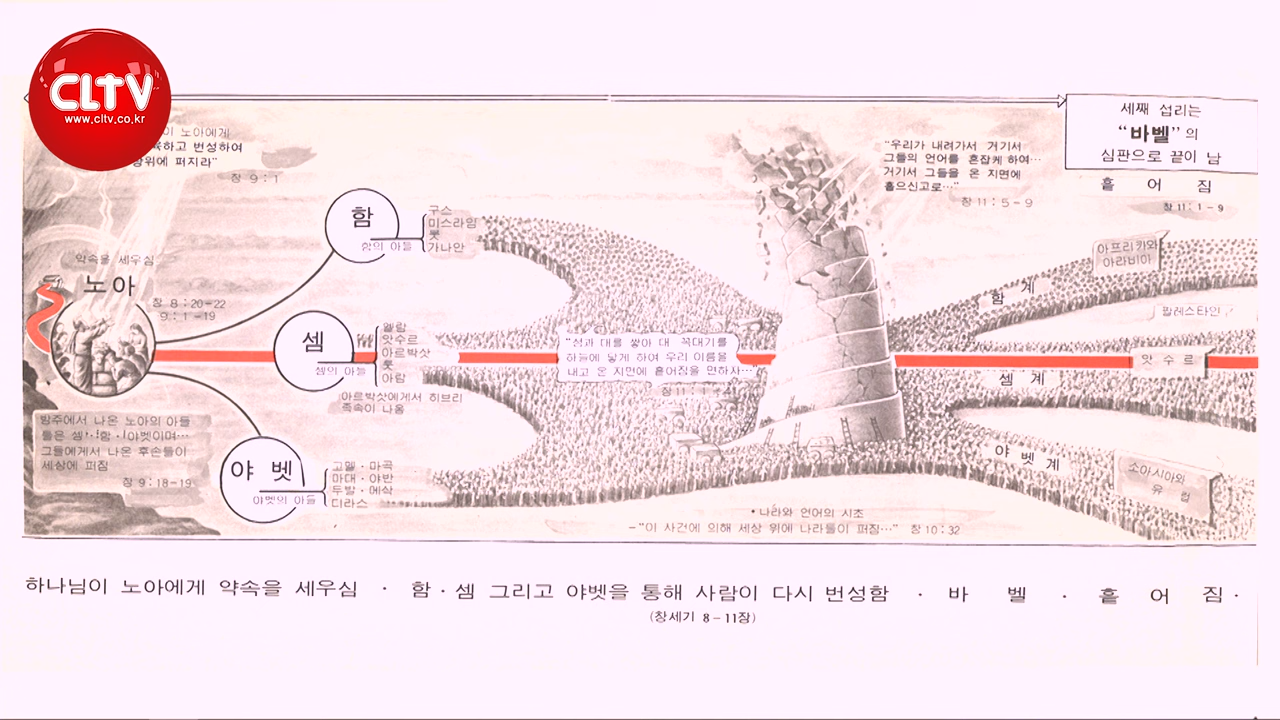 CLTV
www.cltv.co.kr
이 노아에게
하고 번성하여
위에 퍼지라"
창 9 : 1
약속을 세우심
노아
창 8 : 20-22
9 : 1-19
방주에서 나온 노아의 아들
들은 셈·함·야벳이며…
그들에게서 나온 후손들이
세상에 퍼짐
창 9 : 18-19
함
함의 아들
구스
미스라임
붓
가나안
셈
셈의 아들
엘람
앗수르
아르박삿
룻
아람
아르박삿에게서 히브리
족속이 나옴
야 벳
야벳의 아들
고멜 · 마곡
마대 · 야반
두발 · 메삭
디라스
"성과 대를 쌓아 대 꼭대기를
하늘에 닿게 하여 우리 이름을
내고 온 지면에 흩어짐을 면하자…"
창 11 :
"우리가 내려가서 거기서
그들의 언어를 혼잡케 하여…
거기서 그들을 온 지면에
흩으신고로…"
창 11 : 5-9
세째 섭리는
"바벨" 의
심판으로 끝이 남
흩 어 짐
창 11 : 1-9
함 계
아프리카와
아라비아
팔레스타인
앗 수 르
셈 계
야 벳 계
소아시아와
유 럽
• 나라와 언어의 시조
-"이 사건에 의해 세상 위에 나라들이 퍼짐…" 창 10 : 32
하나님이 노아에게 약속을 세우심 · 함 · 셈 그리고 야벳을 통해 사람이 다시 번성함 · 바 벨 · 흩 어 짐 ·
(창세기 8-11장)